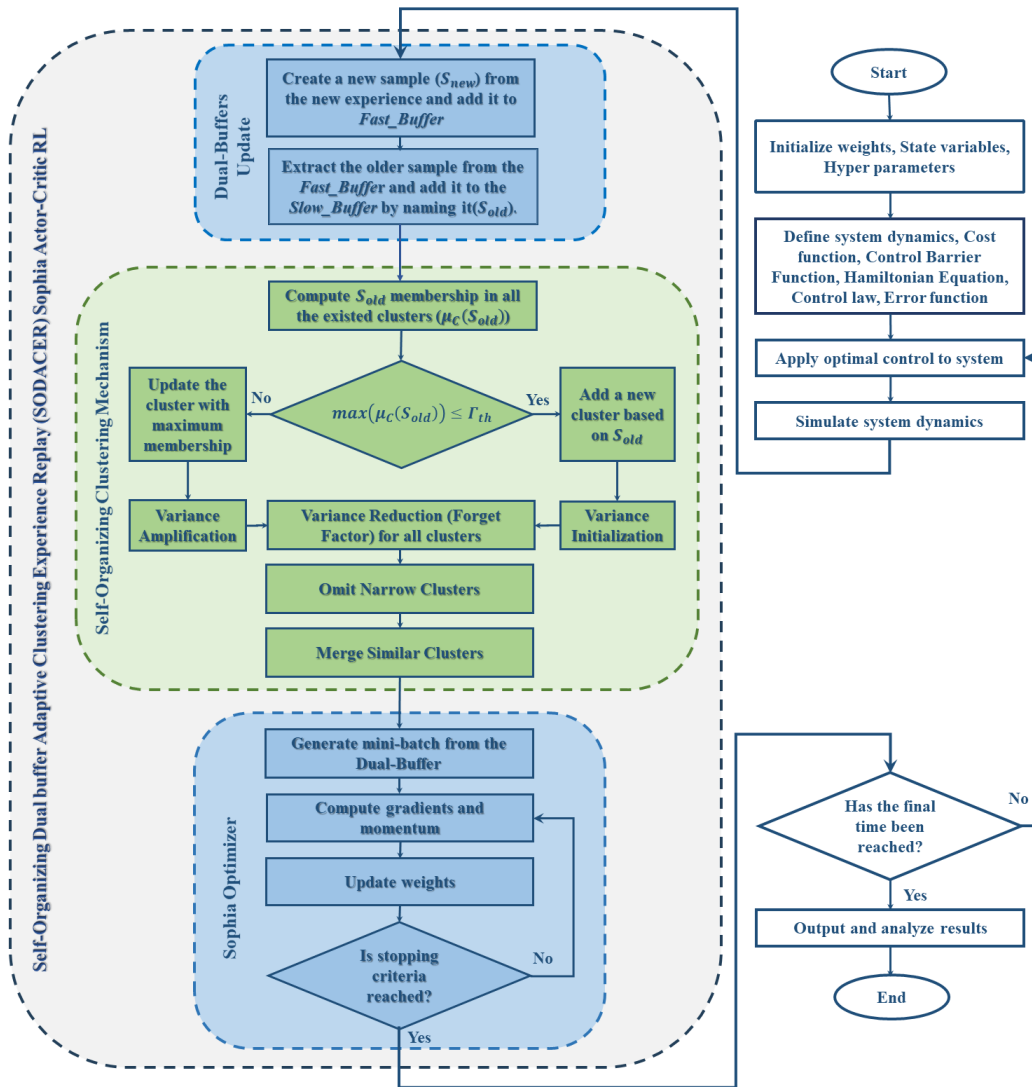 Self-Organizing Dual buffer Adaptive Clustering Experience Replay (SODACER) Sophia Actor-Critic RL
Dual-Buffers
Update
Create a new sample (S_new) from
the new experience and add it to
Fast_Buffer
Extract the older sample from the
Fast_Buffer and add it to the
Slow_Buffer by naming it(S_old).
Self-Organizing Clustering Mechanism
Compute S_old membership in all
the existed clusters (μ_C(S_old))
max(μ_C(S_old)) ≤ Γ_th
No
Yes
Update the
cluster with
maximum
membership
Add a new
cluster based
on S_old
Variance
Amplification
Variance Reduction (Forget
Factor) for all clusters
Variance
Initialization
Omit Narrow Clusters
Merge Similar Clusters
Sophia Optimizer
Generate mini-batch from the
Dual-Buffer
Compute gradients and
momentum
Update weights
Is stopping
criteria
reached?
No
Yes
Start
Initialize weights, State variables,
Hyper parameters
Define system dynamics, Cost
function, Control Barrier
Function, Hamiltonian Equation,
Control law, Error function
Apply optimal control to system
Simulate system dynamics
Has the final
time been
reached?
No
Yes
Output and analyze results
End